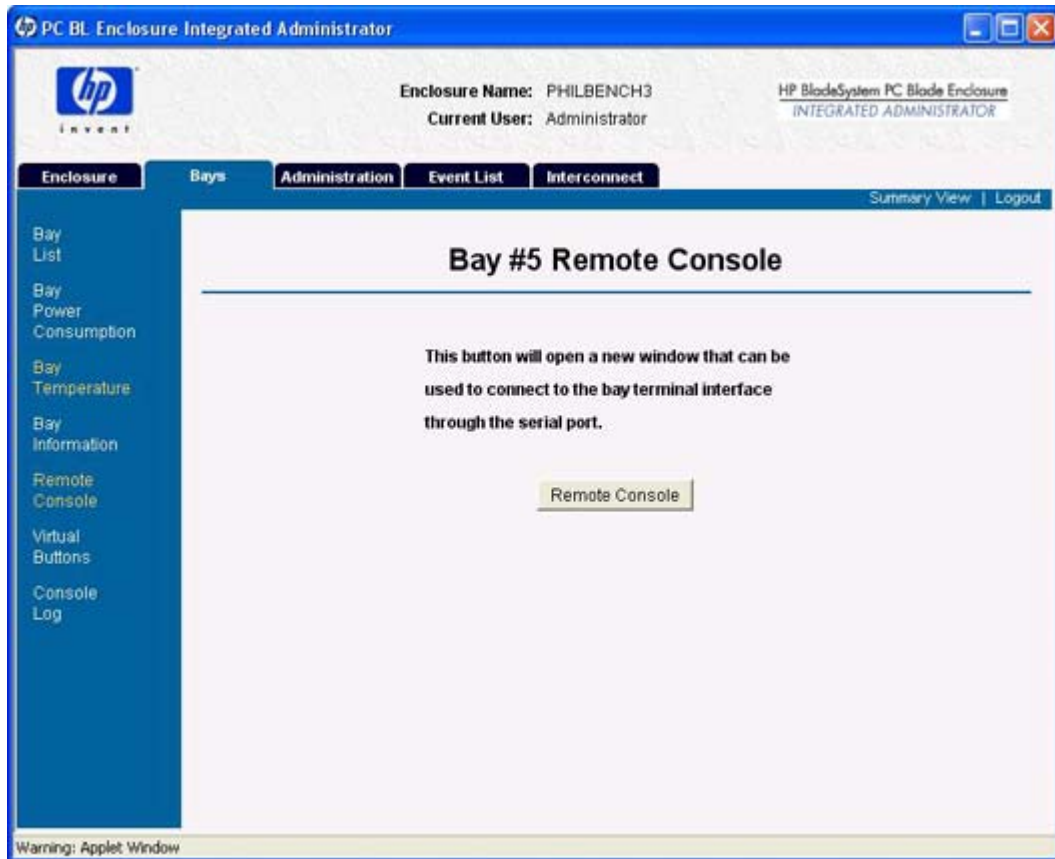 PC BL Enclosure Integrated Administrator
hp
invent
Enclosure Name: PHILBENCH3
Current User: Administrator
HP BladeSystem PC Blade Enclosure
INTEGRATED ADMINISTRATOR
Enclosure Bays Administration Event List Interconnect
Summary View | Logout
Bay
List
Bay
Power
Consumption
Bay
Temperature
Bay
Information
Remote
Console
Virtual
Buttons
Console
Log
Bay #5 Remote Console
This button will open a new window that can be
used to connect to the bay terminal interface
through the serial port.
Remote Console
Warning: Applet Window